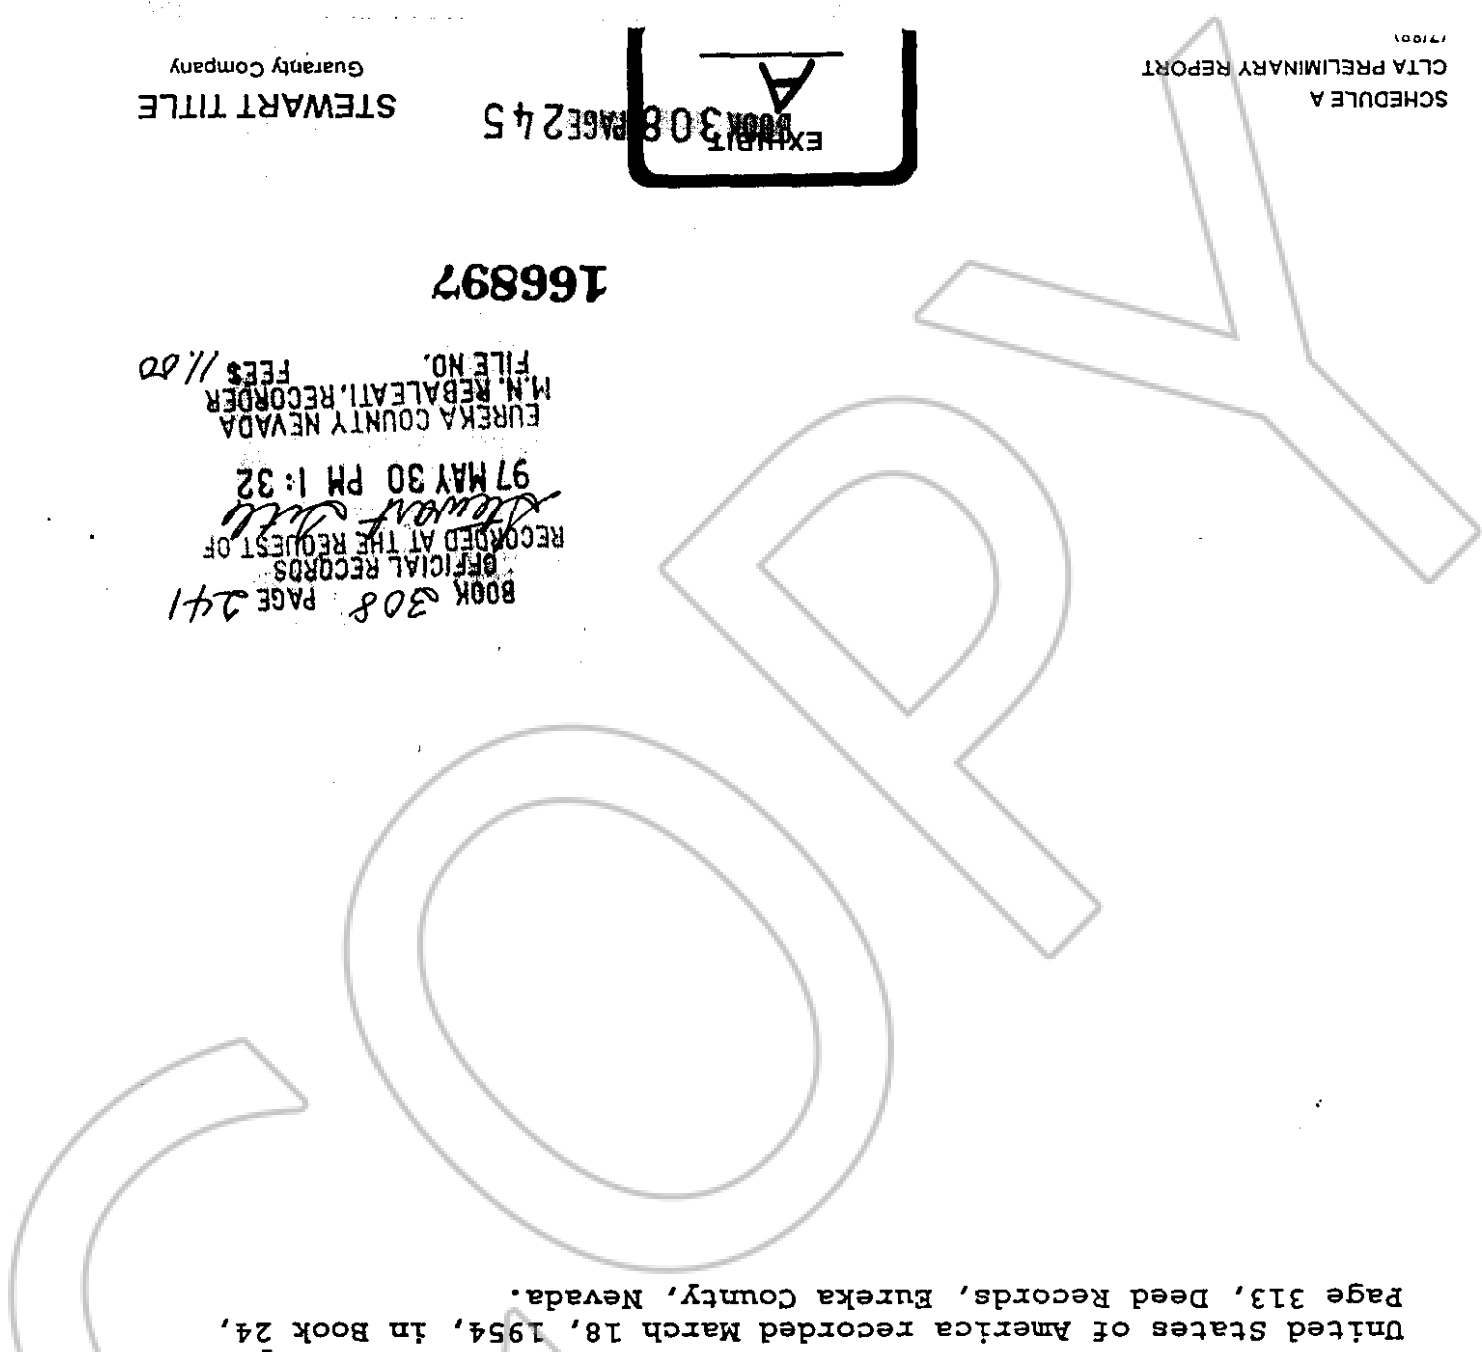 United States of America recorded March 18, 1954, in Book 24,
Page 313, Deed Records, Eureka County, Nevada.
COPY
BOOK 308 PAGE 241
OFFICIAL RECORDS
RECORDED AT THE REQUEST OF
Stewart Title
97 MAY 30 PM 1:32
EUREKA COUNTY NEVADA
M.N. REBALEATI, RECORDER
FILE NO. FEE$ 11.00
166897
EXHIBIT
A
BOOK 308 PAGE 245
SCHEDULE A
CLTA PRELIMINARY REPORT
STEWART TITLE
Guaranty Company